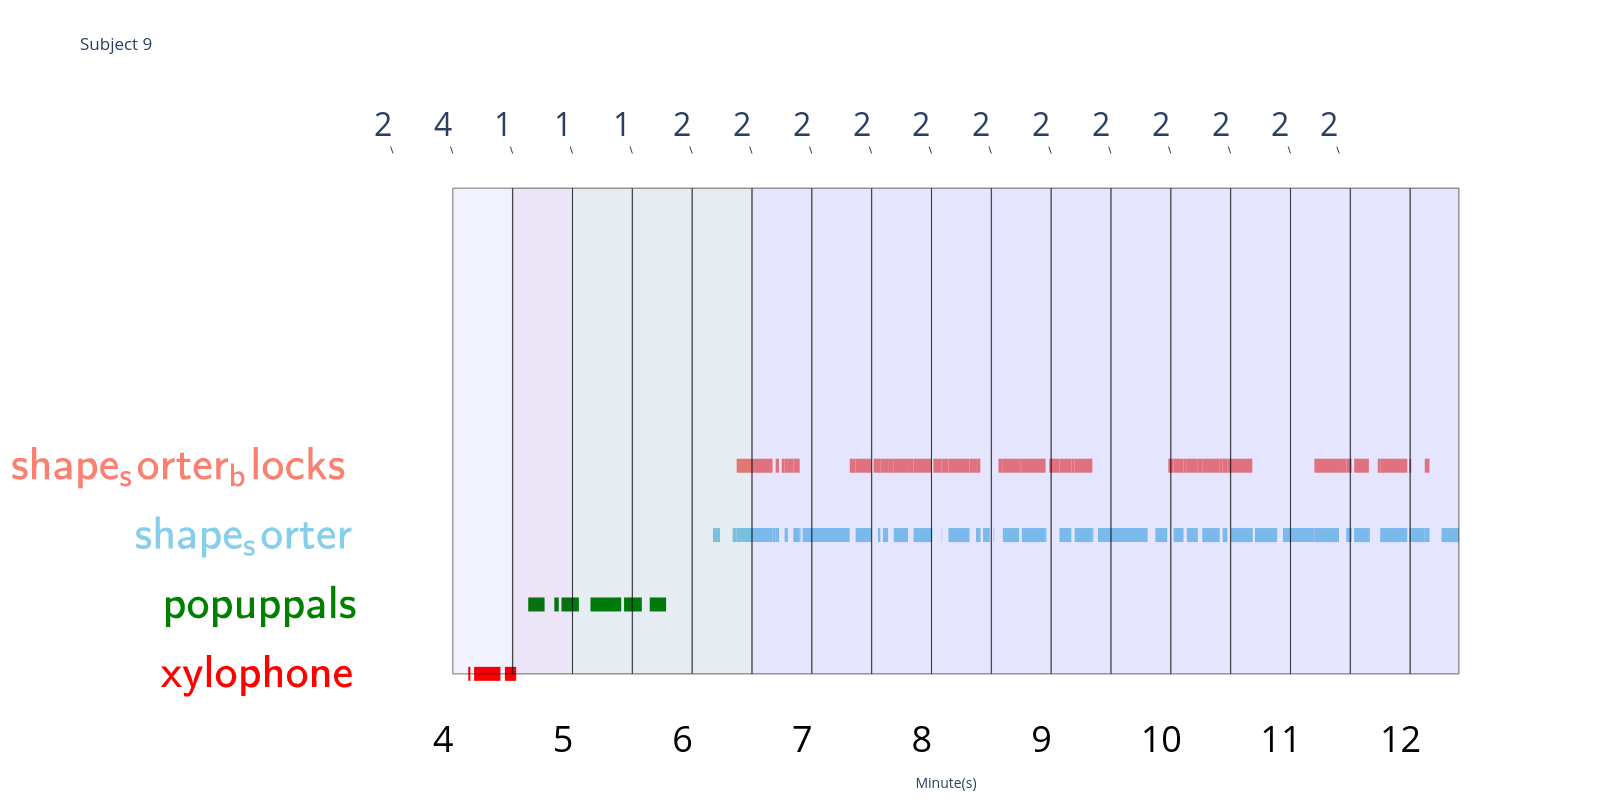 Subject 9
2 4 1 1 1 2 2 2 2 2 2 2 2 2 2 2 2
shapesorterblocks
shapesorter
popuppals
xylophone
4 5 6 7 8 9 10 11 12
Minute(s)